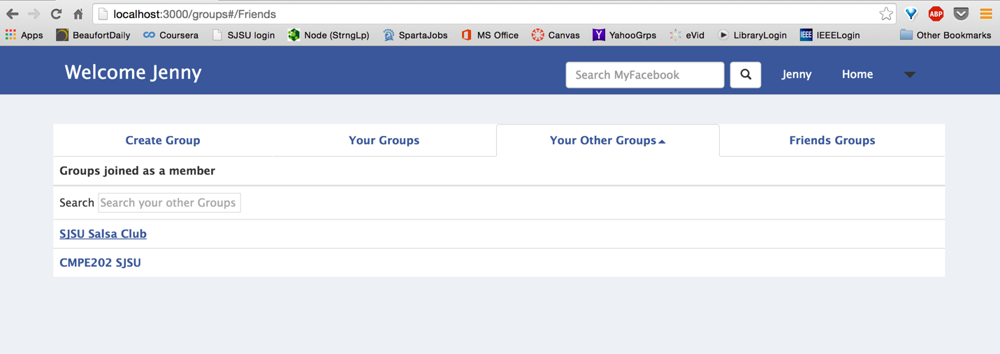 localhost:3000/groups#/Friends
ABP
Apps BeaufortDaily Coursera SJSU login Node (StrngLp) SpartaJobs MS Office Canvas Y YahooGrps eVid LibraryLogin IEEE IEEELogin Other Bookmarks
Welcome Jenny Search MyFacebook Jenny Home
Create Group Your Groups Your Other Groups Friends Groups
Groups joined as a member
Search Search your other Groups
SJSU Salsa Club
CMPE202 SJSU